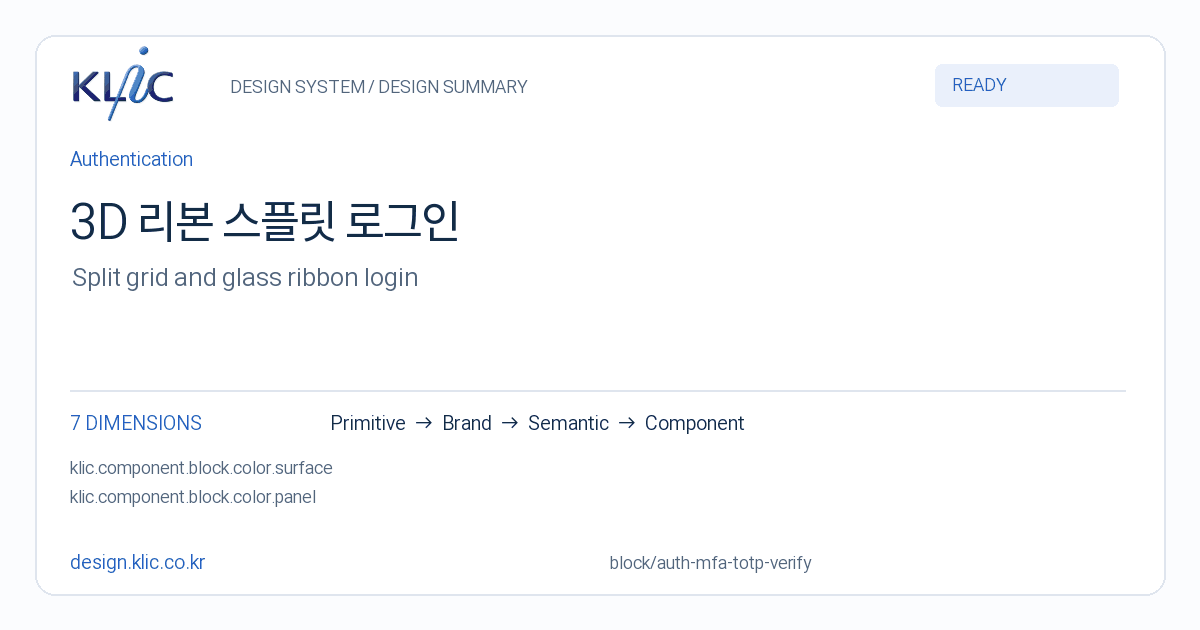 KLIC
DESIGN SYSTEM / DESIGN SUMMARY
READY
Authentication
3D 리본 스플릿 로그인
Split grid and glass ribbon login
7 DIMENSIONS
Primitive → Brand → Semantic → Component
klic.component.block.color.surface
klic.component.block.color.panel
design.klic.co.kr
block/auth-mfa-totp-verify